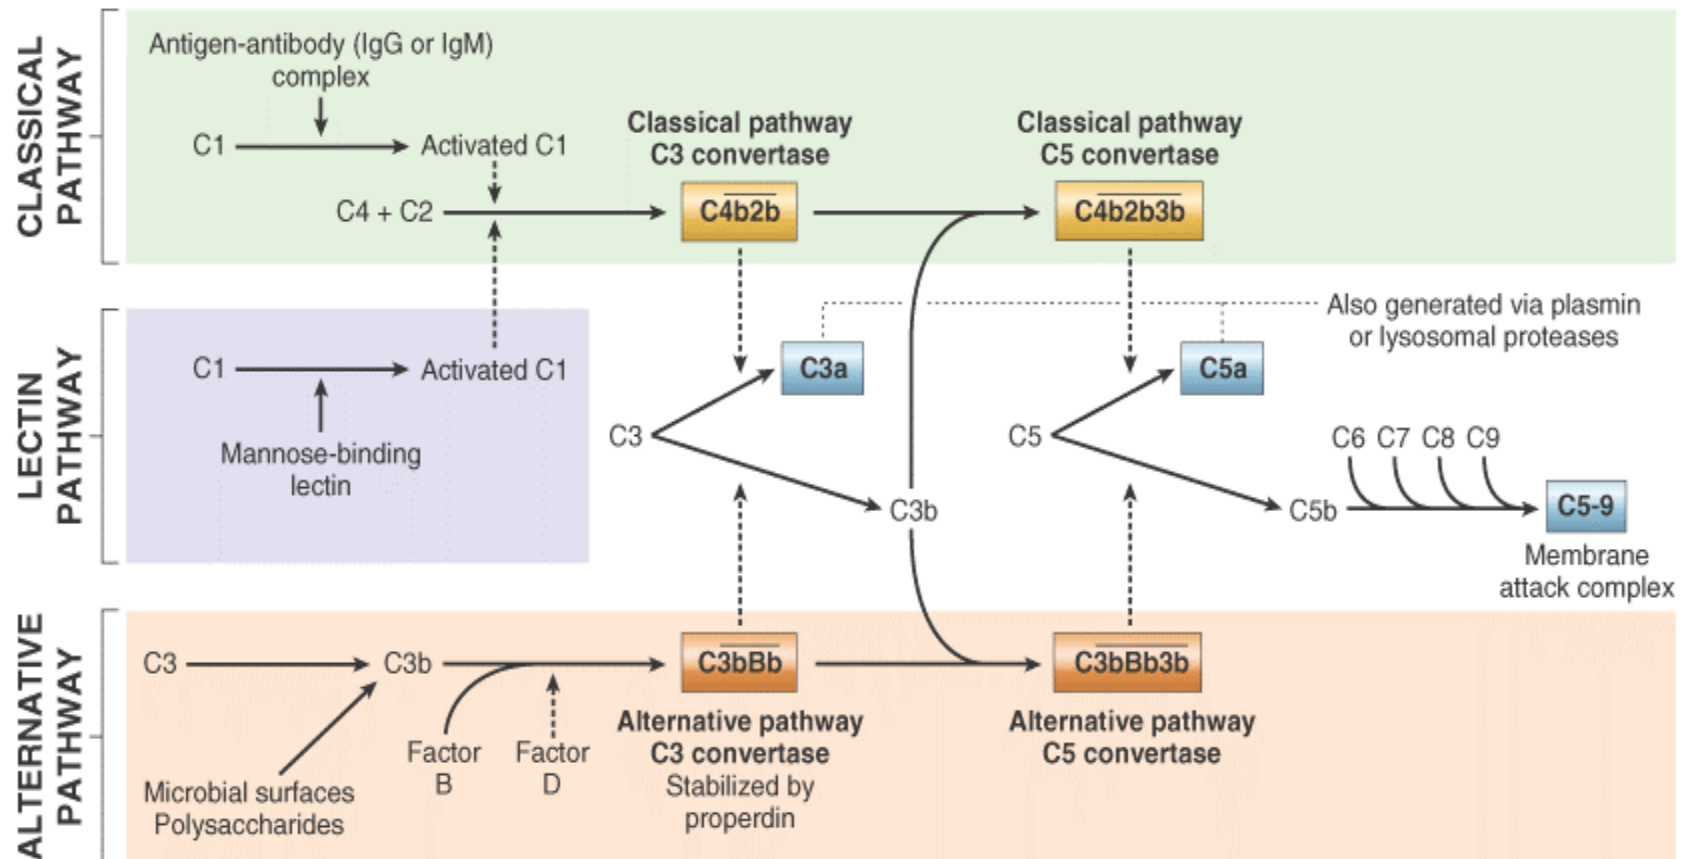 CLASSICAL
PATHWAY
Antigen-antibody (IgG or IgM)
complex
C1
Activated C1
C4 + C2
Classical pathway
C3 convertase
C4b2b
Classical pathway
C5 convertase
C4b2b3b
LECTIN
PATHWAY
C1
Activated C1
Mannose-binding
lectin
C3
C3a
C3b
C5
C5a
Also generated via plasmin
or lysosomal proteases
C5b
C6 C7 C8 C9
C5-9
Membrane
attack complex
ALTERNATIVE
PATHWAY
C3
C3b
Microbial surfaces
Polysaccharides
Factor
B
Factor
D
C3bBb
Alternative pathway
C3 convertase
Stabilized by
properdin
C3bBb3b
Alternative pathway
C5 convertase